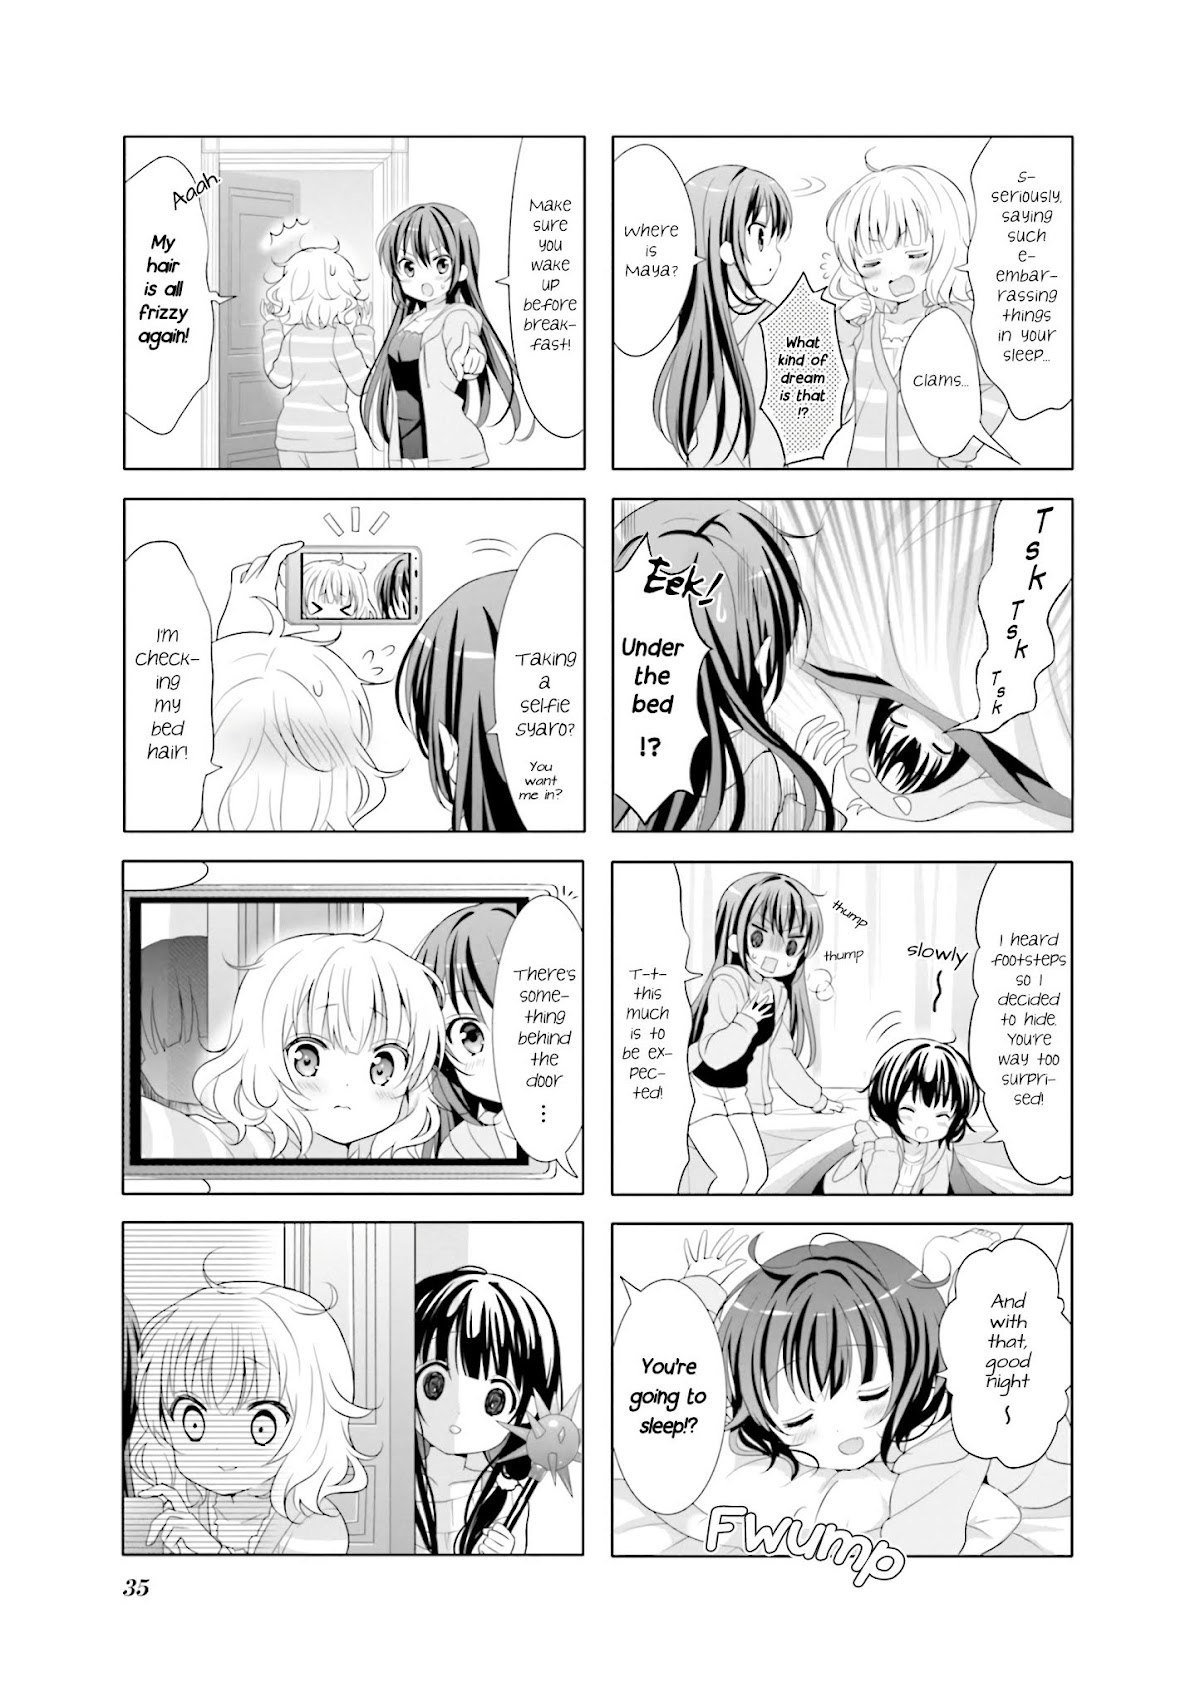 S-
seriously,
saying
such
e-
embar-
rassing
things
in your
sleep...
Clams...
What
kind of
dream
is that
!?
Where
is
Maya?
Tsk
Tsk
Tsk
Eek!
Under
the
bed
!?
I heard
footsteps
so I
decided
to hide.
You're
way too
surpri-
sed!
slowly
thump
thump
T-t-
this
much
is to
be ex-
pec-
ted!
And
with
that,
good
night
~
You're
going to
sleep!?
Fwump
Make
sure
you
wake
up
before
break-
fast!
Aaah.
My
hair
is all
frizzy
again!
Taking
a
selfie
Syaro?
You
want
me in?
I'm
check-
ing
my
bed
hair!
There's
some-
thing
behind
the
door
...
35